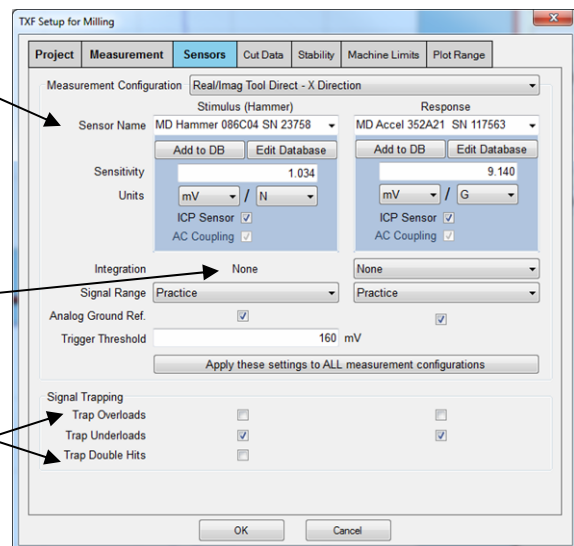 TXF Setup for Milling
Project Measurement Sensors Cut Data Stability Machine Limits Plot Range
Measurement Configuration Real/Imag Tool Direct - X Direction
Stimulus (Hammer) Response
Sensor Name MD Hammer 086C04 SN 23758 MD Accel 352A21 SN 117563
Add to DB Edit Database Add to DB Edit Database
Sensitivity 1.034 9.140
Units mV / N mV / G
ICP Sensor ICP Sensor
AC Coupling AC Coupling
Integration None None
Signal Range Practice Practice
Analog Ground Ref.
Trigger Threshold 160 mV
Apply these settings to ALL measurement configurations
Signal Trapping
Trap Overloads
Trap Underloads
Trap Double Hits
OK Cancel